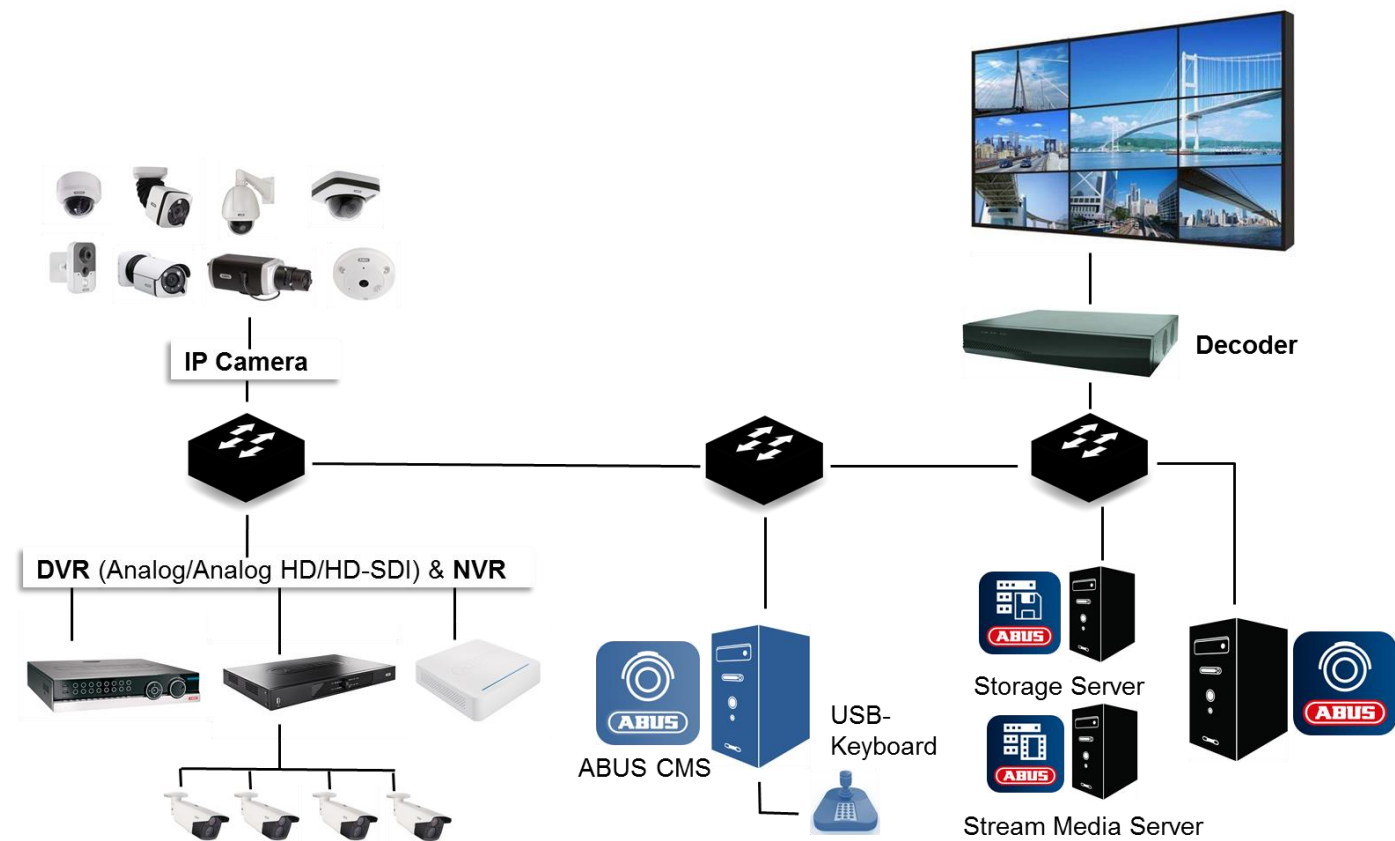 IP Camera
Decoder
DVR (Analog/Analog HD/HD-SDI) & NVR
ABUS
ABUS CMS
USB-
Keyboard
ABUS
Storage Server
ABUS
Stream Media Server
ABUS